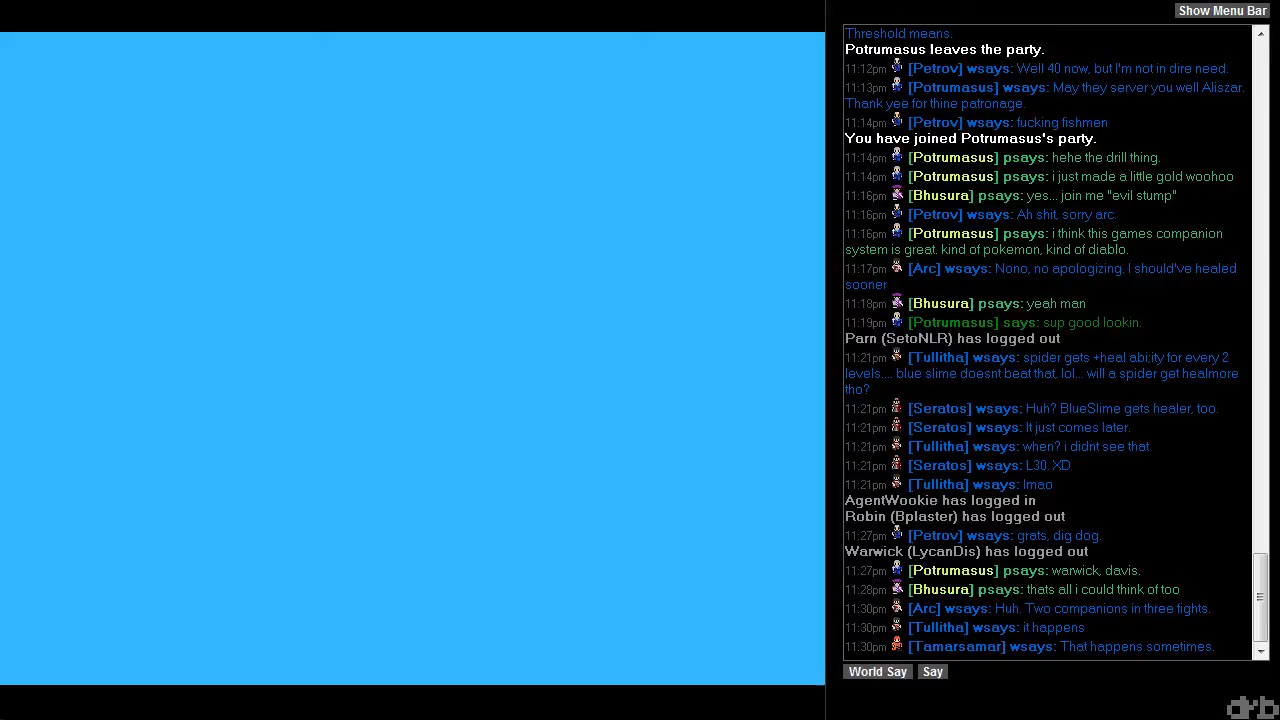 Show Menu Bar
Threshold means.
Potrumasus leaves the party.
11:12pm [Petrov] wsays: Well 40 now, but I'm not in dire need.
11:13pm [Potrumasus] wsays: May they server you well Aliszar.
Thank yee for thine patronage.
11:14pm [Petrov] wsays: fucking fishmen
You have joined Potrumasus's party.
11:14pm [Potrumasus] psays: hehe the drill thing.
11:14pm [Potrumasus] psays: i just made a little gold woohoo
11:16pm [Bhusura] psays: yes... join me "evil stump"
11:16pm [Petrov] wsays: Ah shit, sorry arc.
11:16pm [Potrumasus] psays: i think this games companion
system is great. kind of pokemon, kind of diablo.
11:17pm [Arc] wsays: Nono, no apologizing. I should've healed
sooner
11:18pm [Bhusura] psays: yeah man
11:19pm [Potrumasus] says: sup good lookin.
Parn (SetoNLR) has logged out
11:21pm [Tullitha] wsays: spider gets +heal abi;ity for every 2
levels.... blue slime doesnt beat that, lol... will a spider get healmore
tho?
11:21pm [Seratos] wsays: Huh? BlueSlime gets healer, too.
11:21pm [Seratos] wsays: It just comes later.
11:21pm [Tullitha] wsays: when? i didnt see that
11:21pm [Seratos] wsays: L30. XD
11:21pm [Tullitha] wsays: lmao
AgentWookie has logged in
Robin (Bplaster) has logged out
11:27pm [Petrov] wsays: grats, dig dog.
Warwick (LycanDis) has logged out
11:27pm [Potrumasus] psays: warwick, davis.
11:28pm [Bhusura] psays: thats all i could think of too
11:30pm [Arc] wsays: Huh. Two companions in three fights.
11:30pm [Tullitha] wsays: it happens
11:30pm [Tamarsamar] wsays: That happens sometimes.
World Say Say